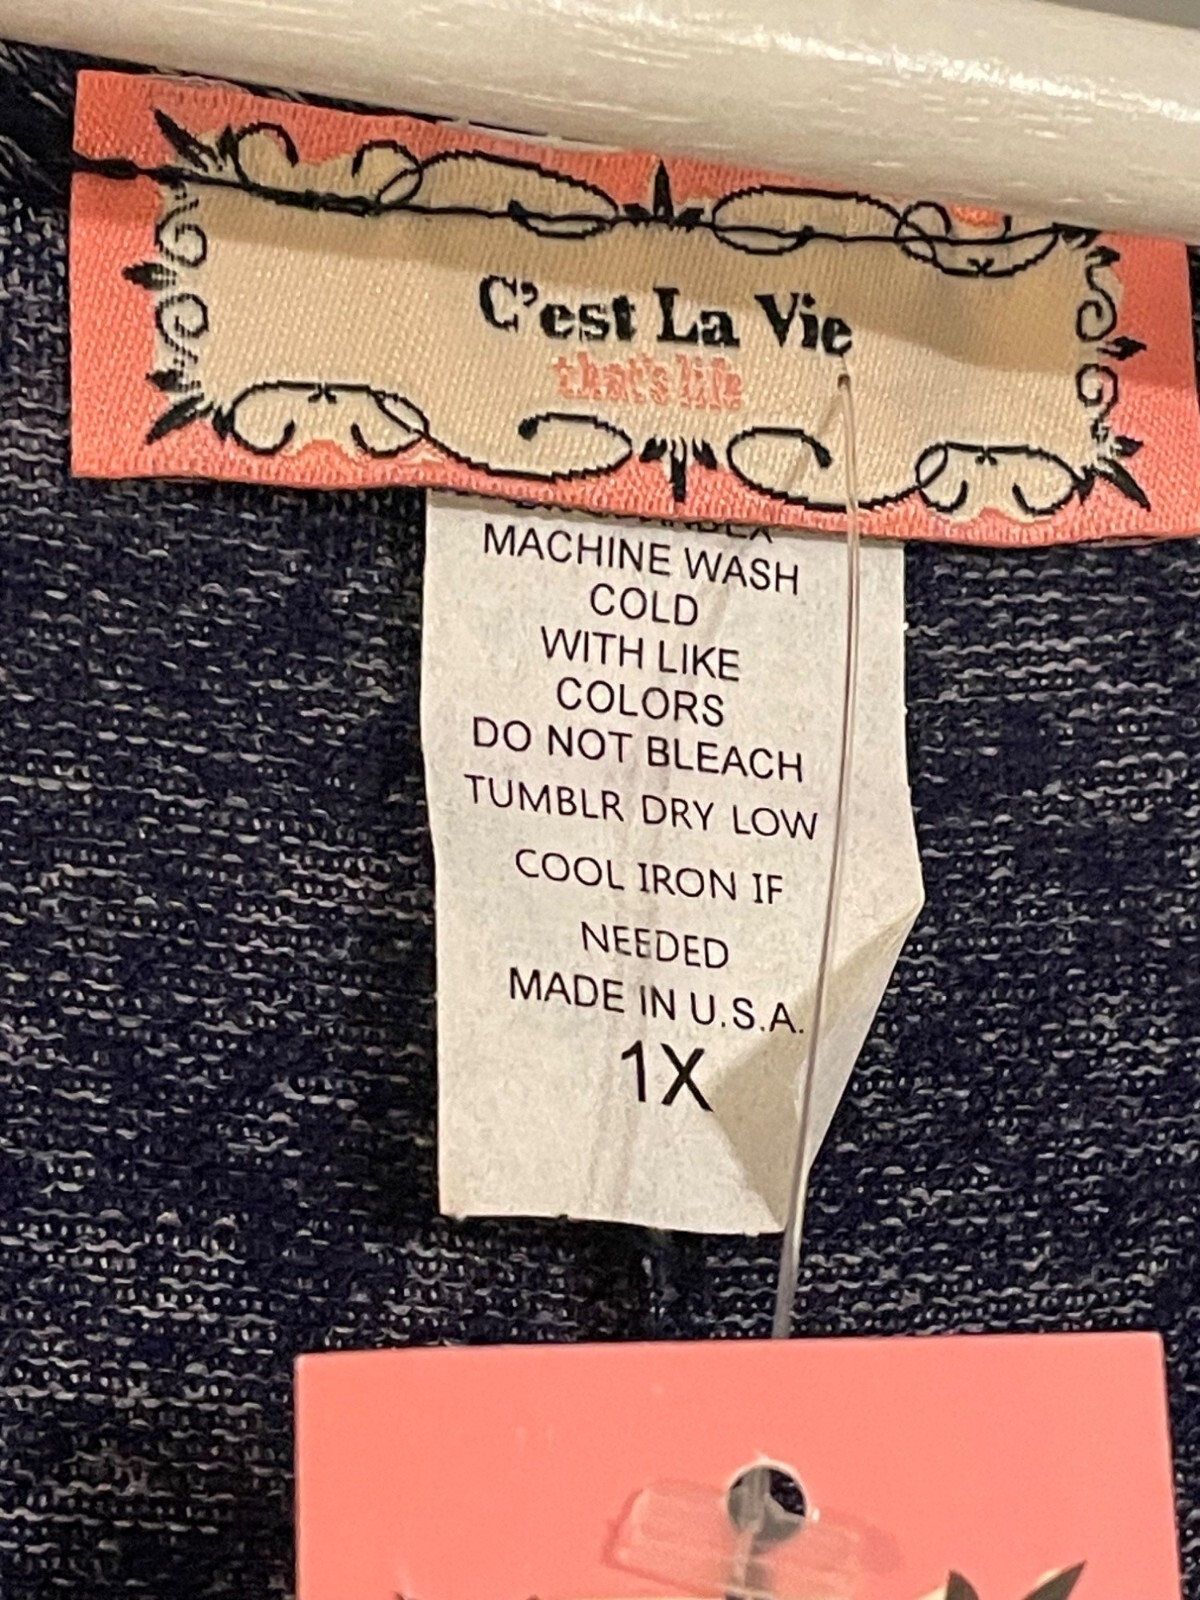 C'est La Vie
that's life
MACHINE WASH
COLD
WITH LIKE
COLORS
DO NOT BLEACH
TUMBLR DRY LOW
COOL IRON IF
NEEDED
MADE IN U.S.A.
1X